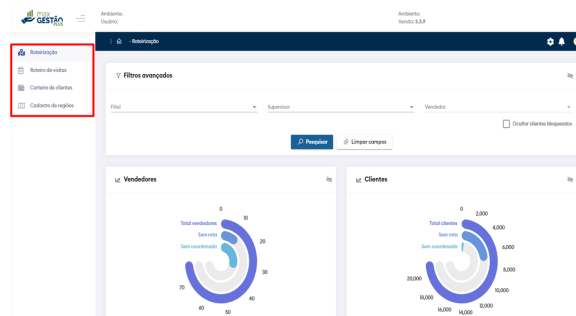 max
GESTÃO
PLUS
Ambiente:
Usuário:
Ambiente:
Versão: 3.3.9
Roteirização
Roteiro de visitas
Carteira de clientes
Cadastro de regiões
- Roteirização
Filtros avançados
Filial
Supervisor
Vendedor
Ocultar clientes bloqueados
Pesquisar
Limpar campos
Vendedores
Total vendedores
Sem rota
Sem coordenada
0
10
20
30
40
50
60
70
Clientes
Total clientes
Sem rota
Sem coordenada
0
2,000
4,000
6,000
8,000
10,000
12,000
14,000
16,000
18,000
20,000